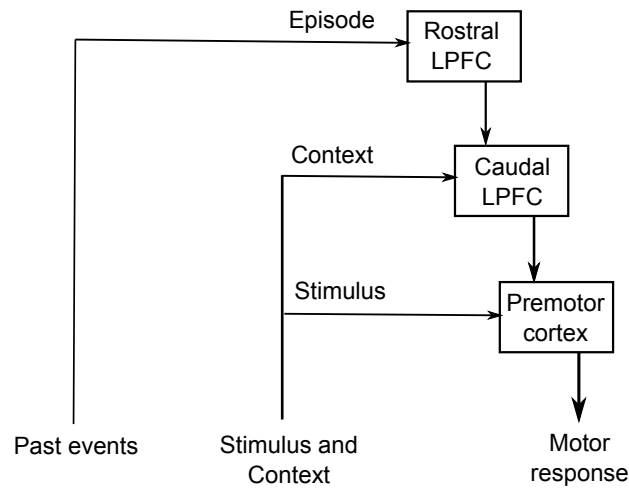 Episode
Rostral
LPFC
Context
Caudal
LPFC
Stimulus
Premotor
cortex
Past events
Stimulus and
Context
Motor
response